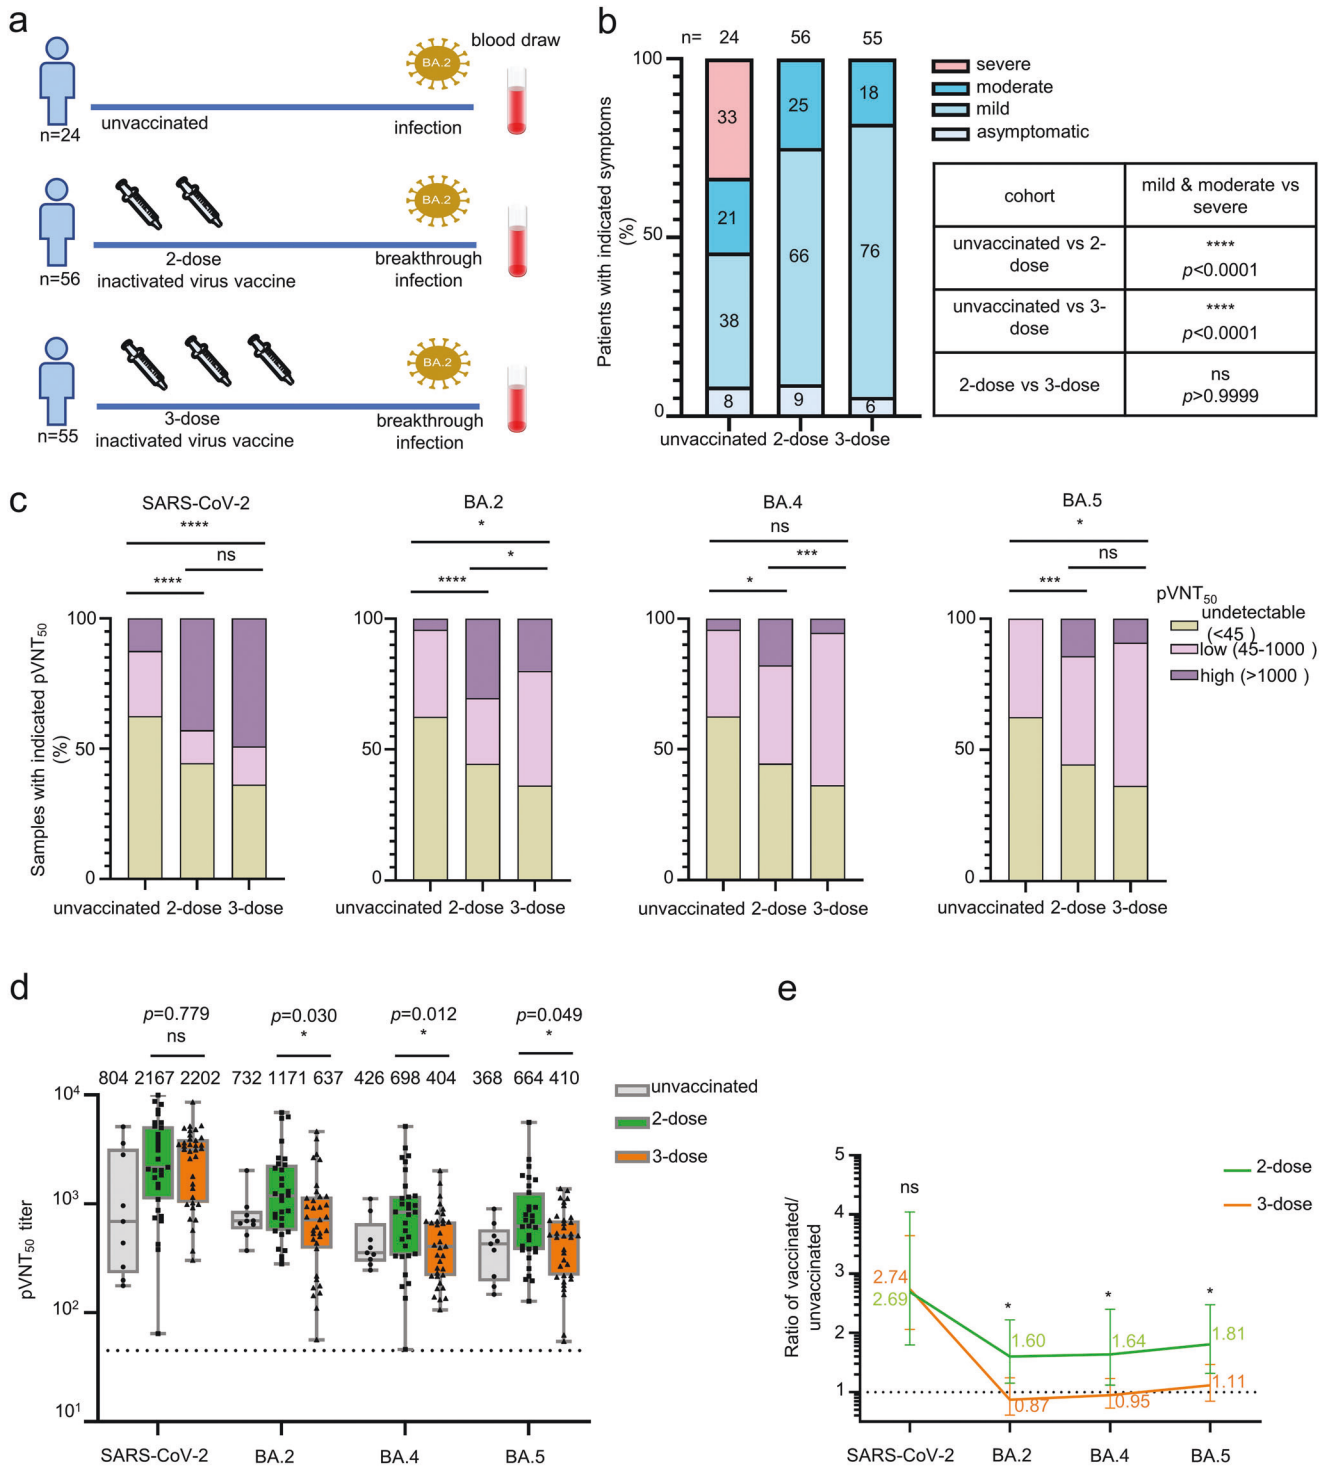 a
blood draw
BA.2
n=24
unvaccinated
infection
BA.2
n=56
2-dose
inactivated virus vaccine
breakthrough
infection
BA.2
n=55
3-dose
inactivated virus vaccine
breakthrough
infection
b
n= 24 56 55
Patients with indicated symptoms
(%)
100
50
0
33
21
38
8
25
66
9
18
76
6
unvaccinated 2-dose 3-dose
severe
moderate
mild
asymptomatic
cohort
mild & moderate vs
severe
unvaccinated vs 2-
dose
****
p<0.0001
unvaccinated vs 3-
dose
****
p<0.0001
2-dose vs 3-dose
ns
p>0.9999
c
Samples with indicated pVNT50
(%)
SARS-CoV-2
****
ns
****
100
50
0
unvaccinated 2-dose 3-dose
BA.2
*
*
****
100
50
0
unvaccinated 2-dose 3-dose
BA.4
ns
***
*
100
50
0
unvaccinated 2-dose 3-dose
BA.5
*
ns
***
100
50
0
unvaccinated 2-dose 3-dose
pVNT50
undetectable
(<45 )
low (45-1000 )
high (>1000 )
d
p=0.779 p=0.030 p=0.012 p=0.049
ns * * *
804 2167 2202 732 1171 637 426 698 404 368 664 410
pVNT50 titer
10^4
10^3
10^2
10^1
SARS-CoV-2 BA.2 BA.4 BA.5
unvaccinated
2-dose
3-dose
e
Ratio of vaccinated/
unvaccinated
5
4
3
2
1
ns
*
*
*
2.74
2.69
1.60
1.64
1.81
0.87
0.95
1.11
SARS-CoV-2 BA.2 BA.4 BA.5
2-dose
3-dose